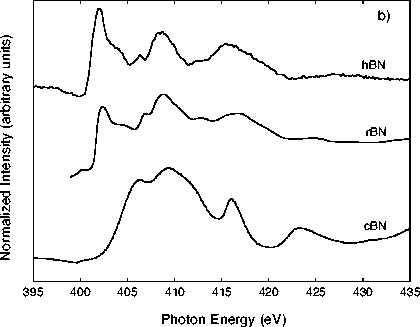 b)
hBN
rBN
cBN
Normalized Intensity (arbitrary units)
395 400 405 410 415 420 425 430 435
Photon Energy (eV)